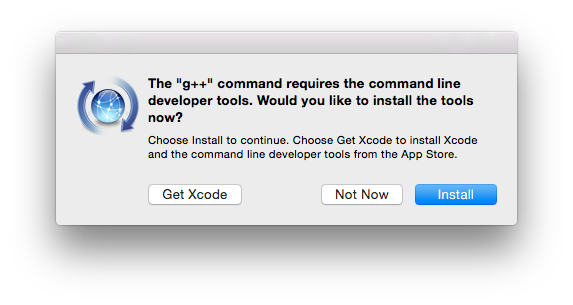 The "g++" command requires the command line
developer tools. Would you like to install the tools
now?
Choose Install to continue. Choose Get Xcode to install Xcode
and the command line developer tools from the App Store.
Get Xcode
Not Now
Install